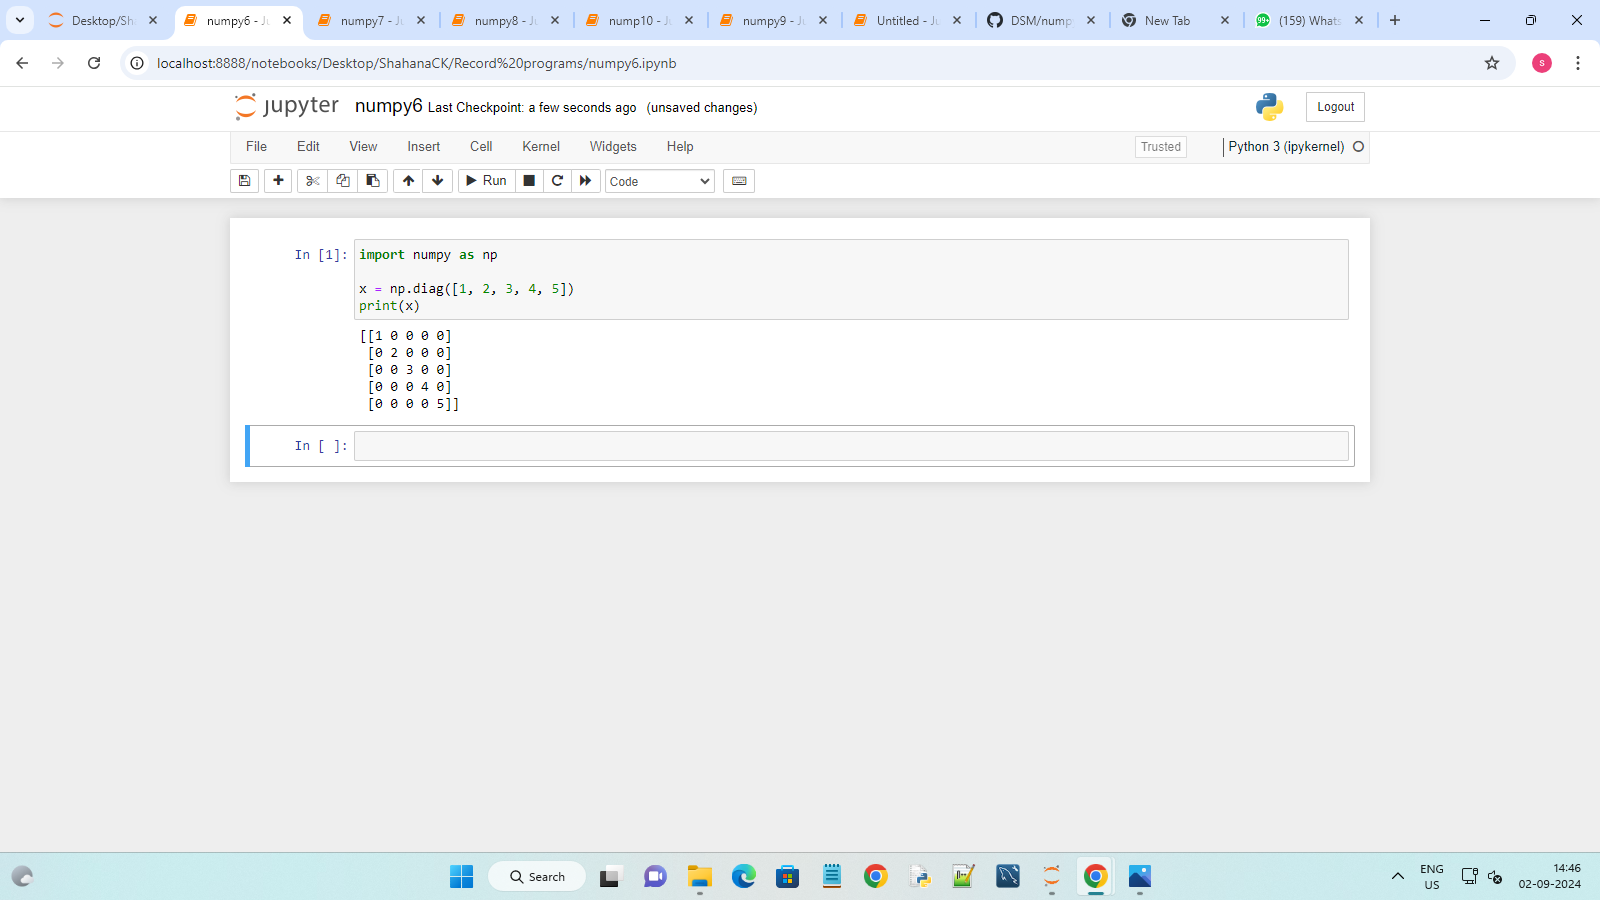 Desktop/Sha
numpy6 - Ju
numpy7 - Ju
numpy8 - Ju
nump10 - Ju
numpy9 - Ju
Untitled - Ju
DSM/nump
New Tab
99+
(159) Whats
localhost:8888/notebooks/Desktop/ShahanaCK/Record%20programs/numpy6.ipynb
s
jupyter numpy6 Last Checkpoint: a few seconds ago (unsaved changes)
Logout
File Edit View Insert Cell Kernel Widgets Help
Trusted
Python 3 (ipykernel)
Run
Code
In [1]: import numpy as np
x = np.diag([1, 2, 3, 4, 5])
print(x)
[[1 0 0 0 0]
[0 2 0 0 0]
[0 0 3 0 0]
[0 0 0 4 0]
[0 0 0 0 5]]
In [ ]:
Search
ENG
US
14:46
02-09-2024